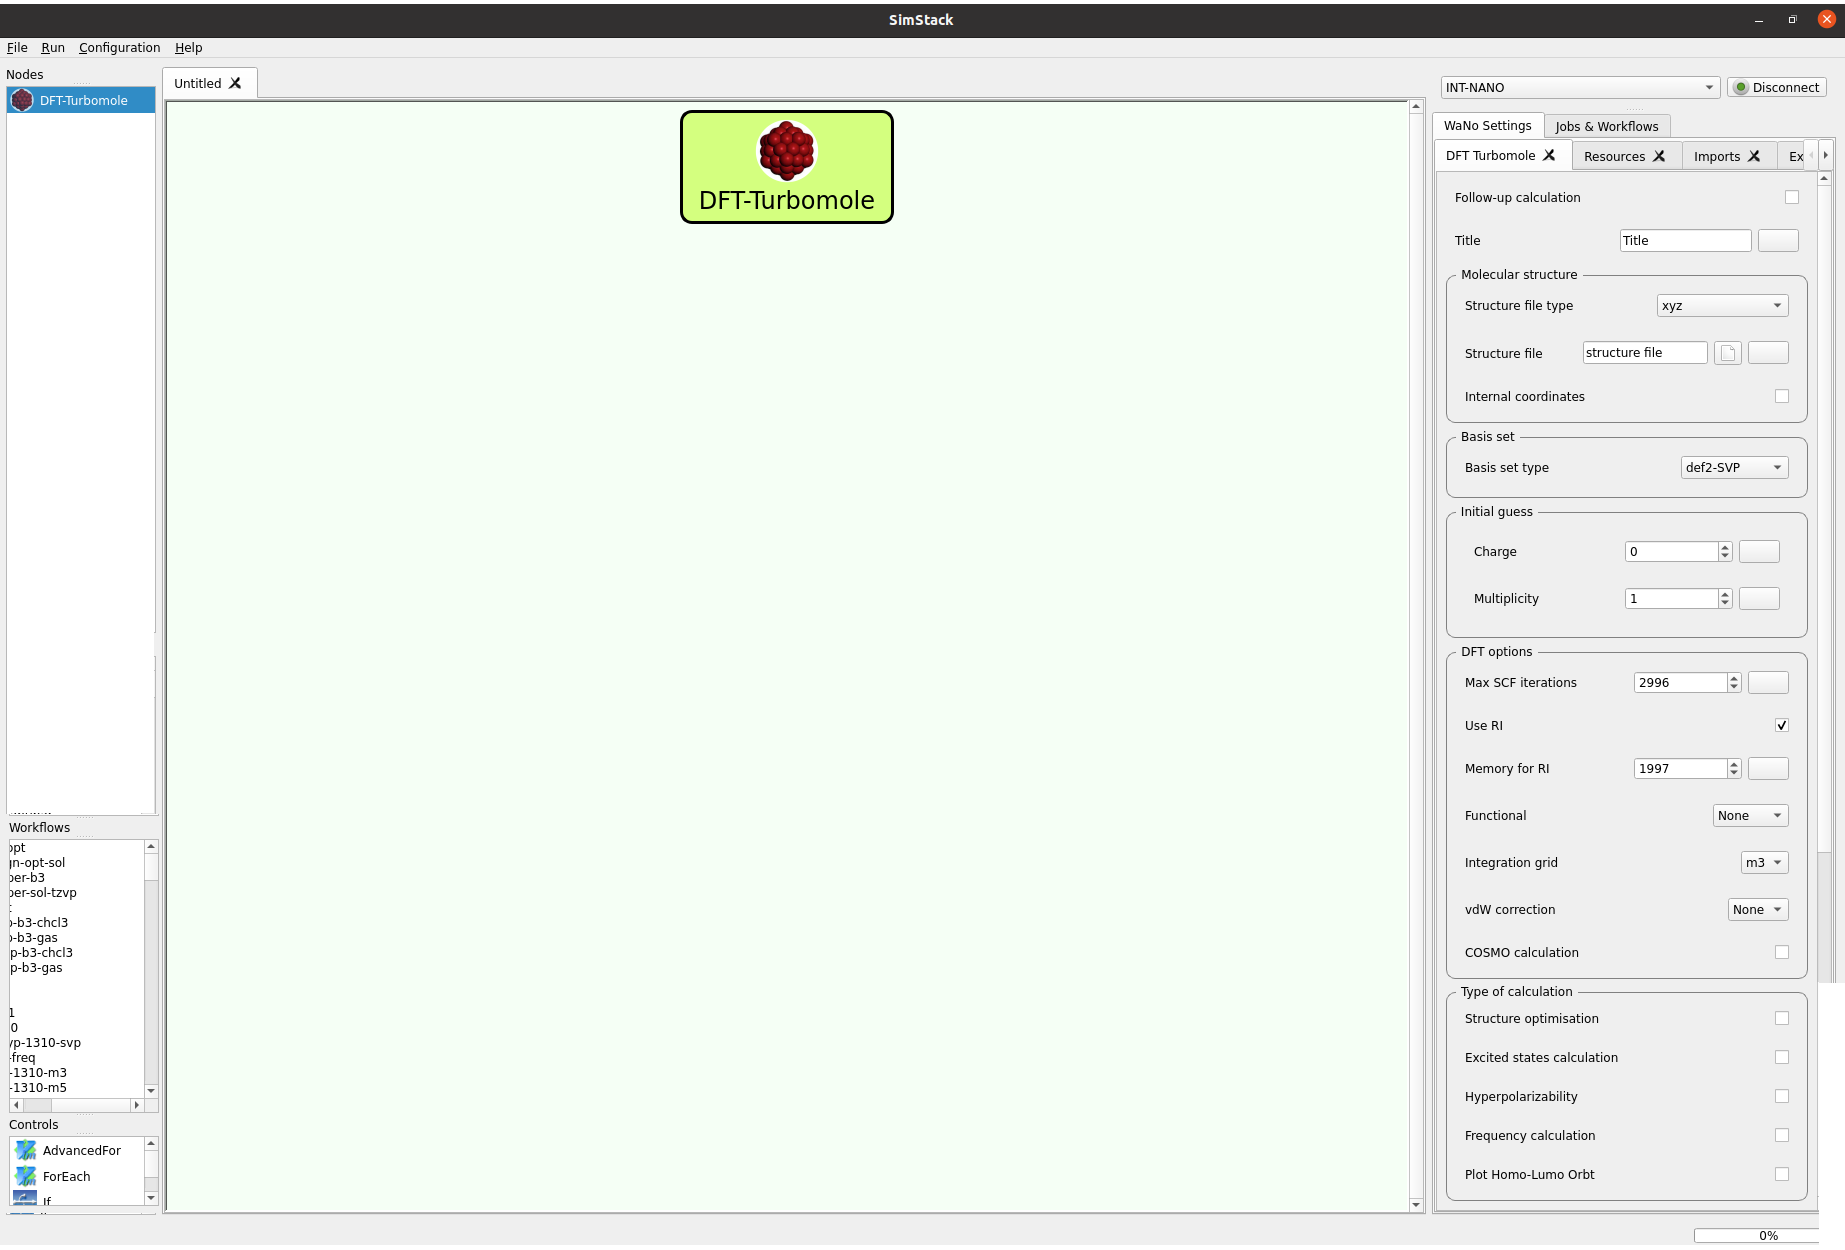 SimStack
File Run Configuration Help
Nodes
DFT-Turbomole
Untitled
DFT-Turbomole
INT-NANO
Disconnect
WaNo Settings Jobs & Workflows
DFT Turbomole Resources Imports Ex
Follow-up calculation
Title Title
Molecular structure
Structure file type xyz
Structure file structure file
Internal coordinates
Basis set
Basis set type def2-SVP
Initial guess
Charge 0
Multiplicity 1
DFT options
Max SCF iterations 2996
Use RI
Memory for RI 1997
Functional None
Integration grid m3
vdW correction None
COSMO calculation
Type of calculation
Structure optimisation
Excited states calculation
Hyperpolarizability
Frequency calculation
Plot Homo-Lumo Orbt
Workflows
opt
gn-opt-sol
per-b3
per-sol-tzvp
-b3-chcl3
-b3-gas
p-b3-chcl3
p-b3-gas
1
0
vp-1310-svp
-freq
-1310-m3
-1310-m5
Controls
AdvancedFor
ForEach
If
0%